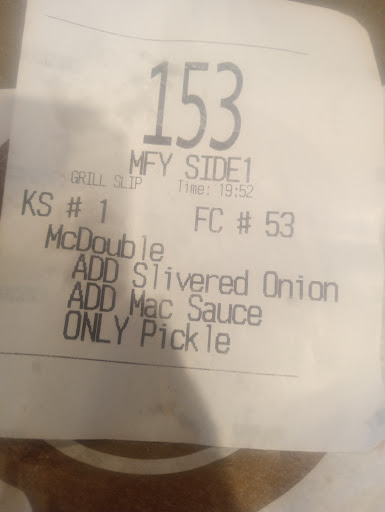 153
MFY SIDE1
GRILL SLIP Time: 19:52
KS # 1 FC # 53
McDouble
ADD Slivered Onion
ADD Mac Sauce
ONLY Pickle